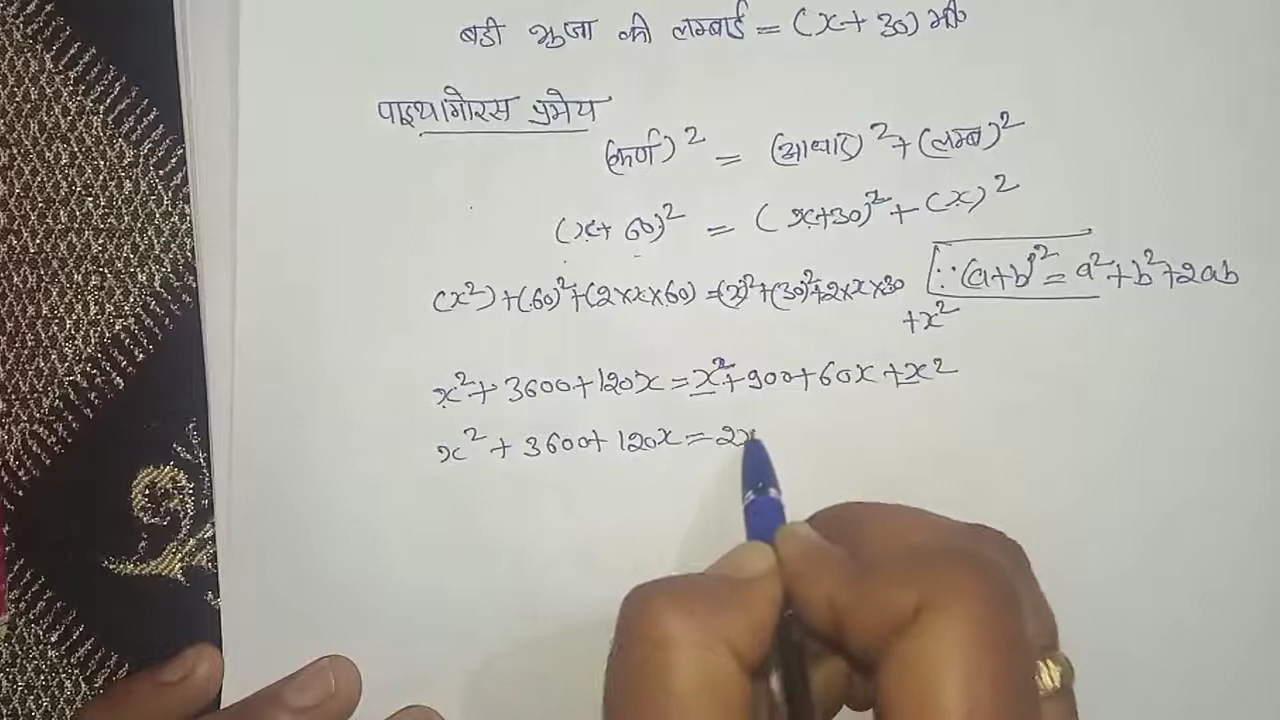 बडी भुजा की लम्बाई = (x + 30) मी॰
पाइथागोरस प्रमेय
(कर्ण)² = (आधार)² + (लम्ब)²
(x + 60)² = (x+30)² + (x)²
(x²) + (60)² + (2×x×60) = (x)² + (30)² + 2×x×30 [∵ (a+b)² = a² + b² + 2ab
+x²
x² + 3600 + 120x = x² + 900 + 60x + x²
x² + 3600 + 120x = 2x